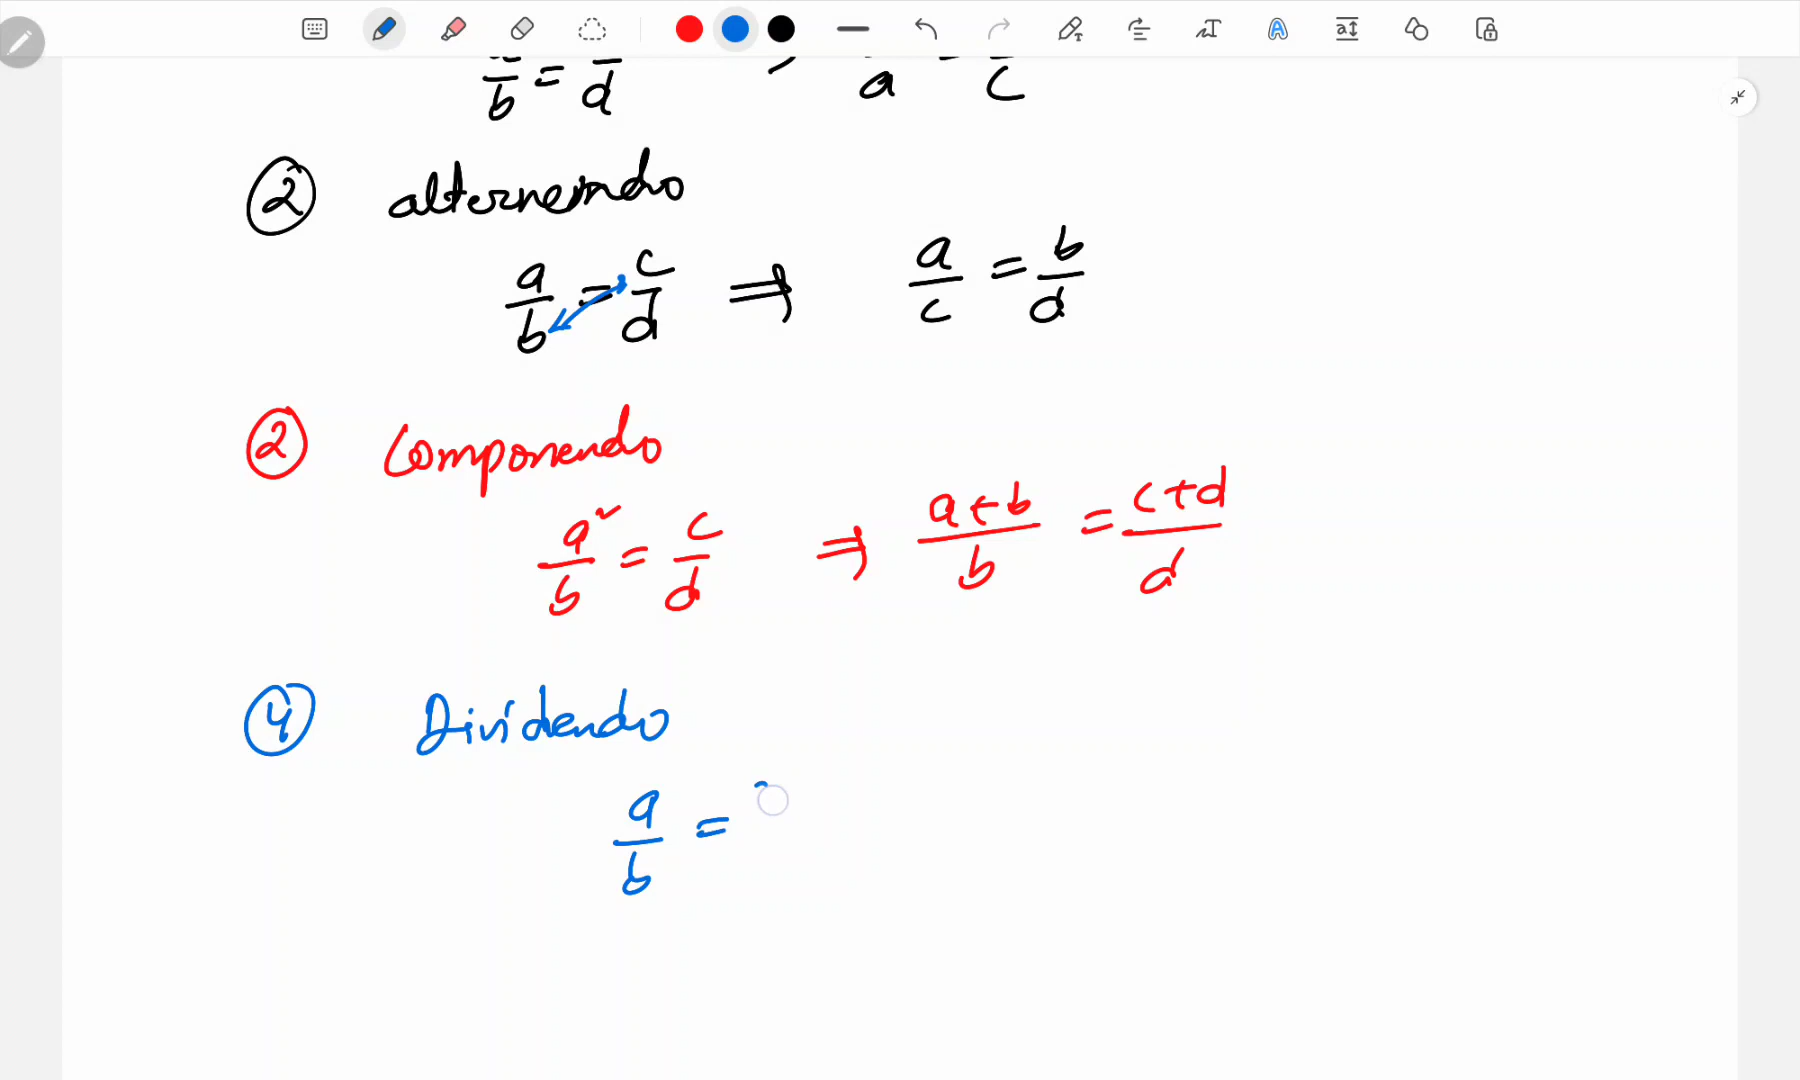 a/b = c/d , b/a = d/c
② alternendo
a/b = c/d ⇒ a/c = b/d
② Componendo
a/b = c/d ⇒ a+b/b = c+d/d
④ Dividendo
a/b =